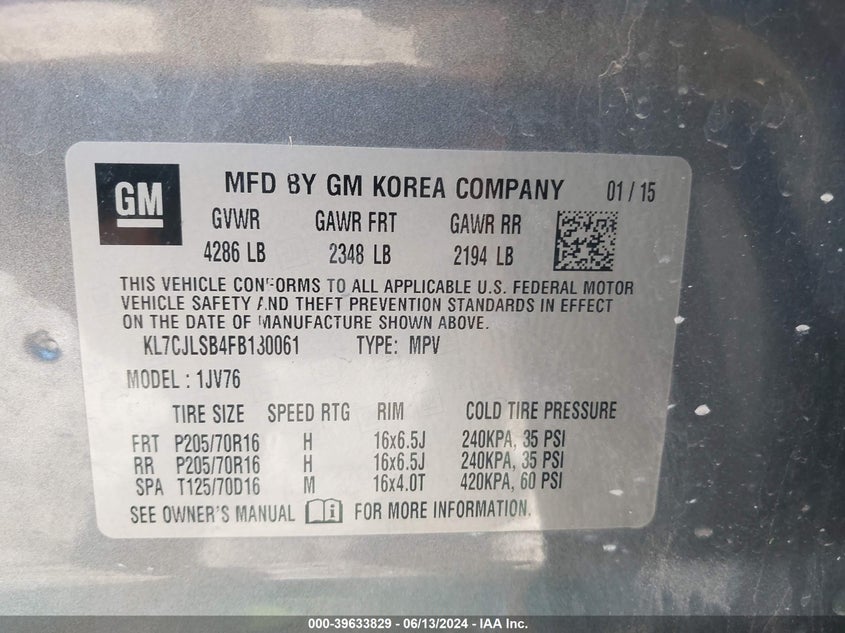 GM
MFD BY GM KOREA COMPANY 01 / 15
GVWR GAWR FRT GAWR RR
4286 LB 2348 LB 2194 LB
THIS VEHICLE CONFORMS TO ALL APPLICABLE U.S. FEDERAL MOTOR
VEHICLE SAFETY AND THEFT PREVENTION STANDARDS IN EFFECT
ON THE DATE OF MANUFACTURE SHOWN ABOVE.
KL7CJLSB4FB130061 TYPE: MPV
MODEL : 1JV76
TIRE SIZE SPEED RTG RIM COLD TIRE PRESSURE
FRT P205/70R16 H 16x6.5J 240KPA, 35 PSI
RR P205/70R16 H 16x6.5J 240KPA, 35 PSI
SPA T125/70D16 M 16x4.0T 420KPA, 60 PSI
SEE OWNER'S MANUAL i FOR MORE INFORMATION.
000-39633829 - 06/13/2024 - IAA Inc.